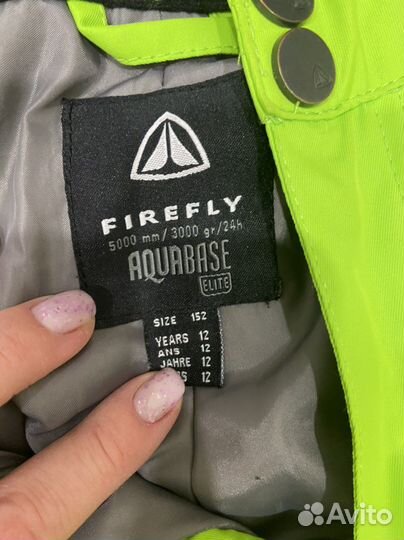 FIREFLY
5000 mm/3000 gr/24h
AQUABASE
ELITE
SIZE 152
YEARS 12
ANS 12
JAHRE 12
12
Avito